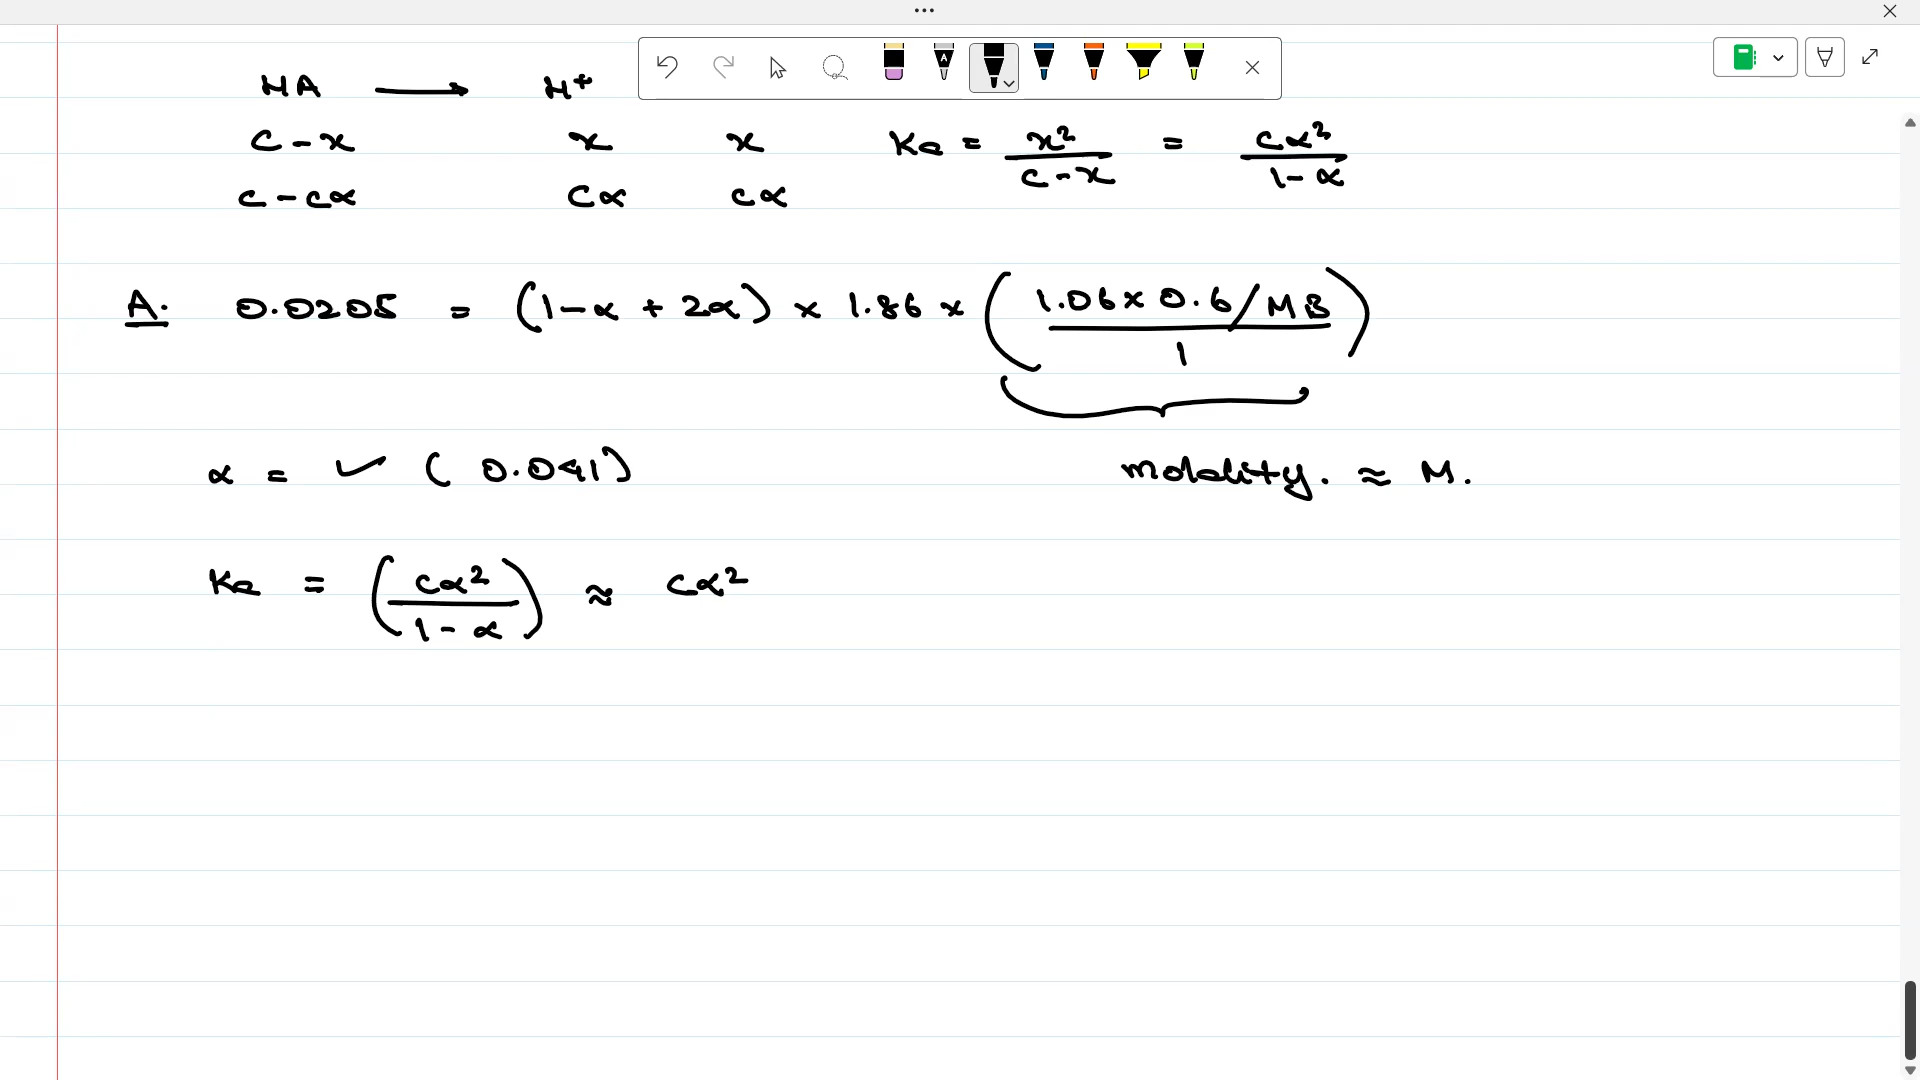 HA ⟶ H⁺
C-x x x Ka = x²/(C-x) = Cα²/(1-α)
C-Cα Cα Cα
A. 0.0205 = (1-α + 2α) × 1.86 × ((1.06 × 0.6/MB)/1)
α = ✓ (0.041) molality. ≈ M.
Ka = (Cα²/(1-α)) ≈ Cα²